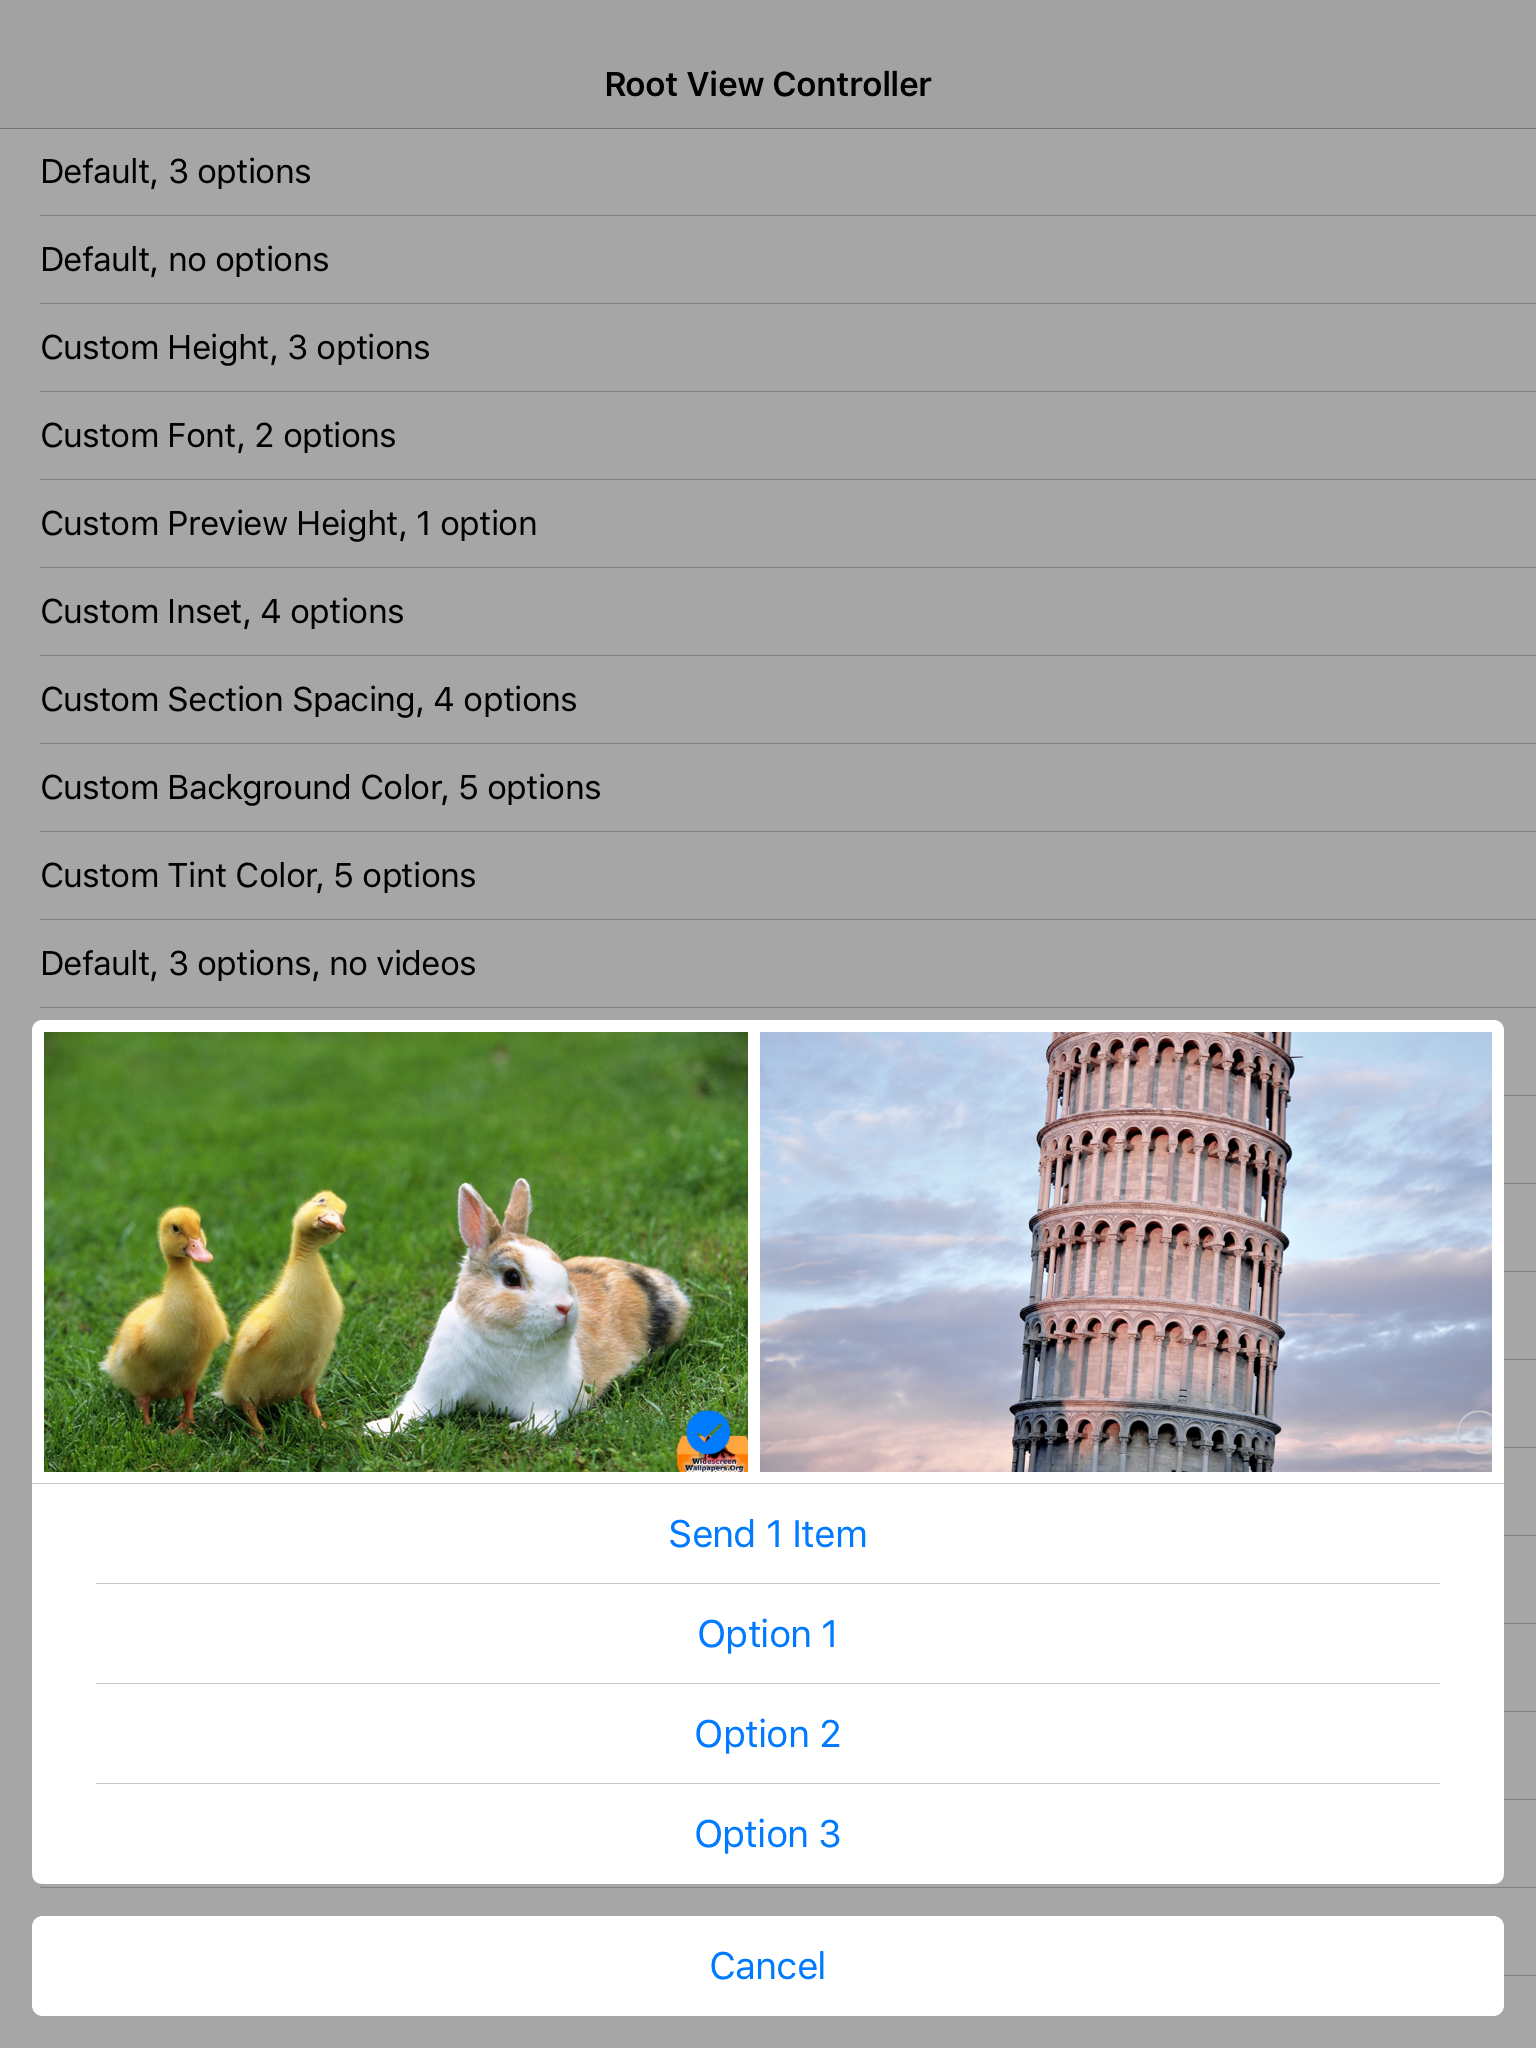 Root View Controller
Default, 3 options
Default, no options
Custom Height, 3 options
Custom Font, 2 options
Custom Preview Height, 1 option
Custom Inset, 4 options
Custom Section Spacing, 4 options
Custom Background Color, 5 options
Custom Tint Color, 5 options
Default, 3 options, no videos
Widescreen
Wallpapers.Org
Send 1 Item
Option 1
Option 2
Option 3
Cancel